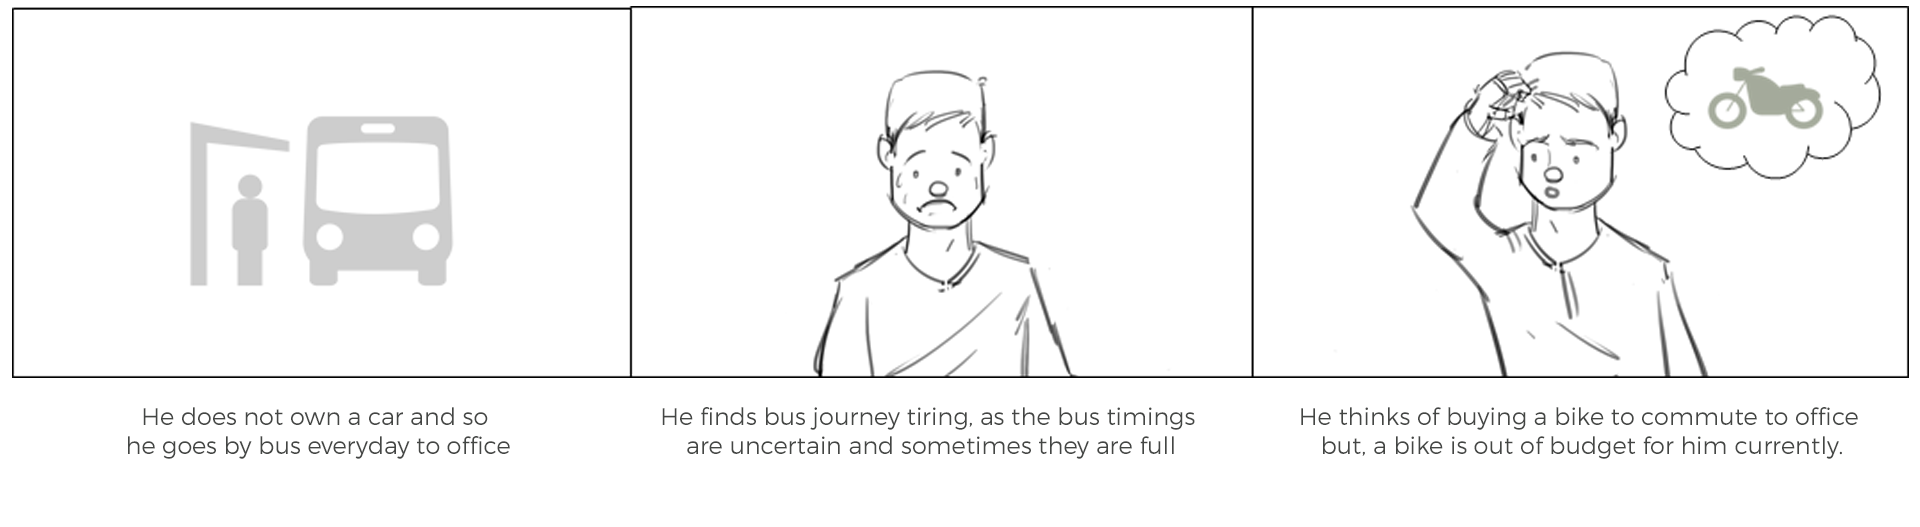 He does not own a car and so
he goes by bus everyday to office
He finds bus journey tiring, as the bus timings
are uncertain and sometimes they are full
He thinks of buying a bike to commute to office
but, a bike is out of budget for him currently.